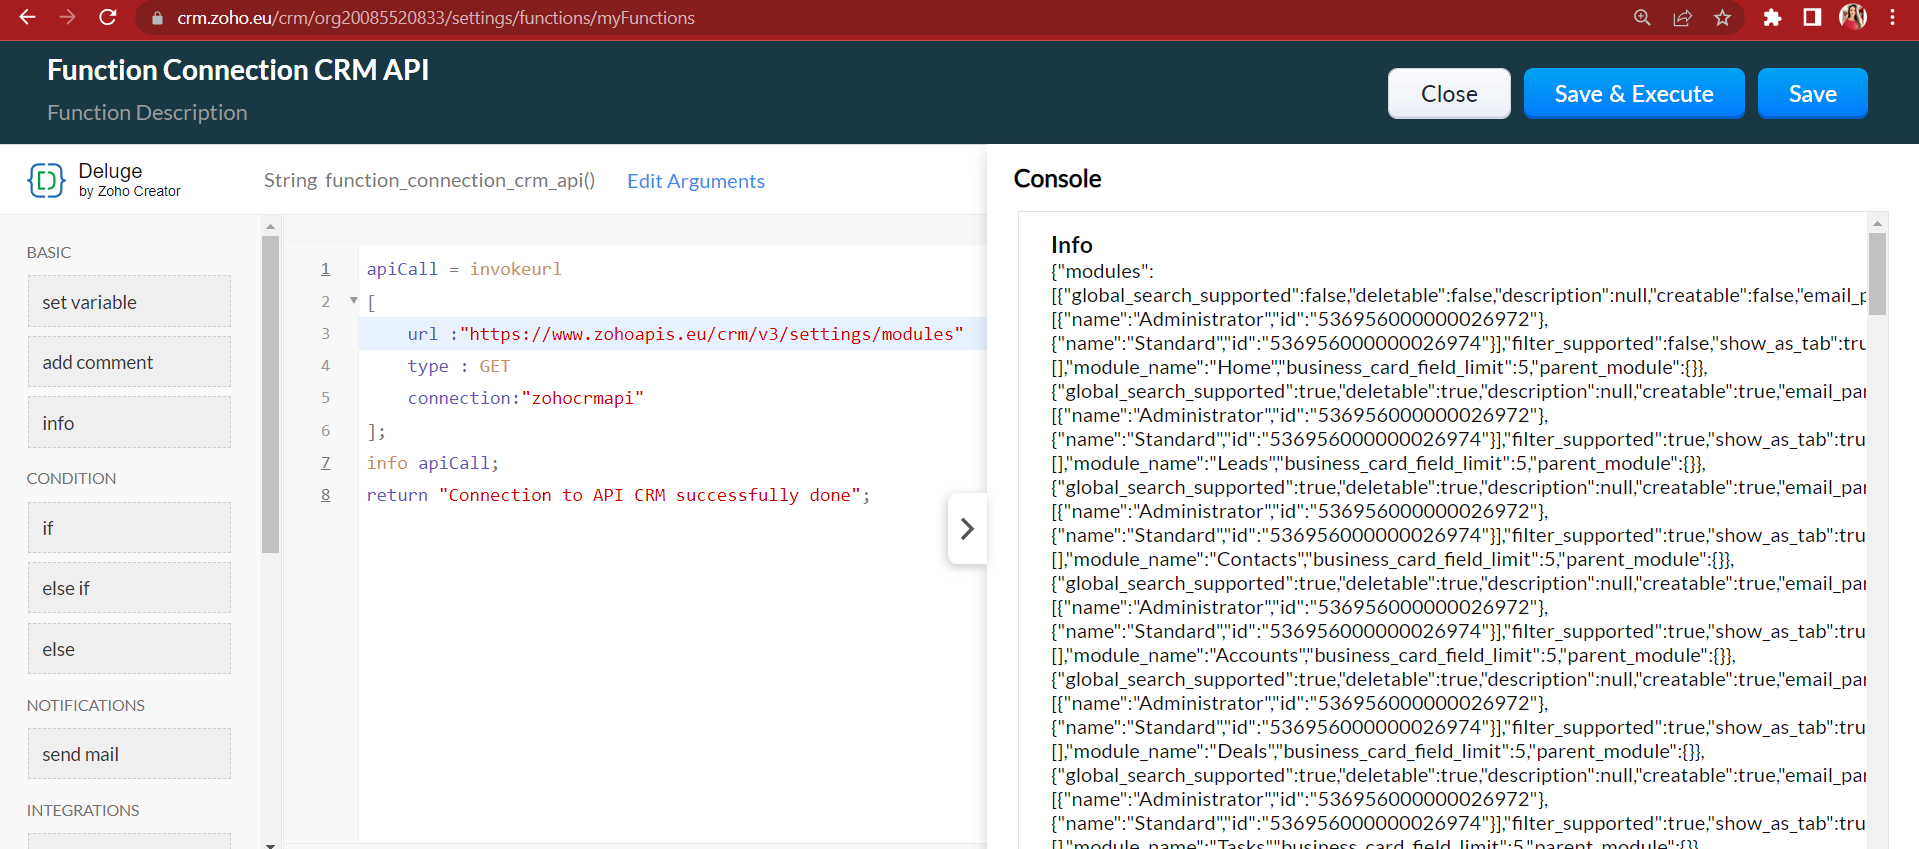 crm.zoho.eu/crm/org20085520833/settings/functions/myFunctions
Function Connection CRM API
Function Description
Close
Save & Execute
Save
Deluge
by Zoho Creator
String function_connection_crm_api()
Edit Arguments
BASIC
set variable
add comment
info
CONDITION
if
else if
else
NOTIFICATIONS
send mail
INTEGRATIONS
1 apiCall = invokeurl
2 [
3 url :"https://www.zohoapis.eu/crm/v3/settings/modules"
4 type : GET
5 connection:"zohocrmapi"
6 ];
7 info apiCall;
8 return "Connection to API CRM successfully done";
Console
Info
{"modules":
[{"global_search_supported":false,"deletable":false,"description":null,"creatable":false,"email_p
[{"name":"Administrator","id":"536956000000026972"},
{"name":"Standard","id":"536956000000026974"}],"filter_supported":false,"show_as_tab":tru
[],"module_name":"Home","business_card_field_limit":5,"parent_module":{}},
{"global_search_supported":true,"deletable":true,"description":null,"creatable":true,"email_par
[{"name":"Administrator","id":"536956000000026972"},
{"name":"Standard","id":"536956000000026974"}],"filter_supported":true,"show_as_tab":tru
[],"module_name":"Leads","business_card_field_limit":5,"parent_module":{}},
{"global_search_supported":true,"deletable":true,"description":null,"creatable":true,"email_par
[{"name":"Administrator","id":"536956000000026972"},
{"name":"Standard","id":"536956000000026974"}],"filter_supported":true,"show_as_tab":tru
[],"module_name":"Contacts","business_card_field_limit":5,"parent_module":{}},
{"global_search_supported":true,"deletable":true,"description":null,"creatable":true,"email_par
[{"name":"Administrator","id":"536956000000026972"},
{"name":"Standard","id":"536956000000026974"}],"filter_supported":true,"show_as_tab":tru
[],"module_name":"Accounts","business_card_field_limit":5,"parent_module":{}},
{"global_search_supported":true,"deletable":true,"description":null,"creatable":true,"email_par
[{"name":"Administrator","id":"536956000000026972"},
{"name":"Standard","id":"536956000000026974"}],"filter_supported":true,"show_as_tab":tru
[],"module_name":"Deals","business_card_field_limit":5,"parent_module":{}},
{"global_search_supported":true,"deletable":true,"description":null,"creatable":true,"email_par
[{"name":"Administrator","id":"536956000000026972"},
{"name":"Standard","id":"536956000000026974"}],"filter_supported":true,"show_as_tab":tru
[],"module_name":"Tasks","business_card_field_limit":5,"parent_module":{}},